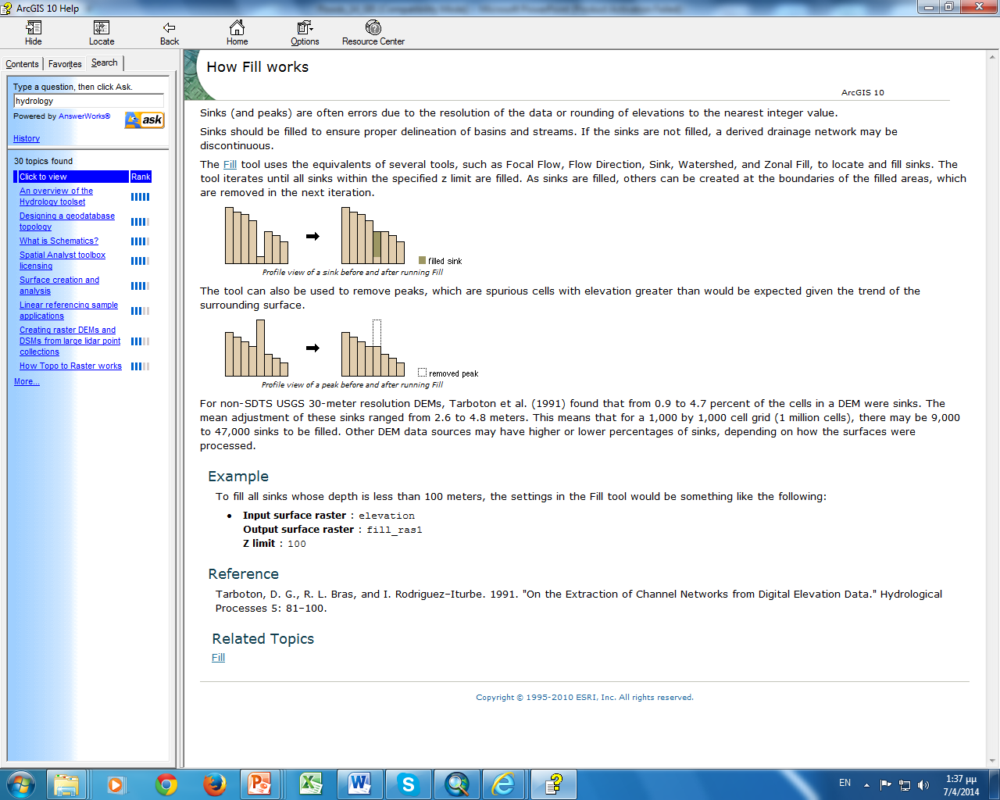 ArcGIS 10 Help
Hide
Locate
Back
Home
Options
Resource Center
Contents
Favorites
Search
Type a question, then click Ask.
hydrology
Powered by AnswerWorks®
ask
History
30 topics found
Click to view
Rank
An overview of the
Hydrology toolset
Designing a geodatabase
topology
What is Schematics?
Spatial Analyst toolbox
licensing
Surface creation and
analysis
Linear referencing sample
applications
Creating raster DEMs and
DSMs from large lidar point
collections
How Topo to Raster works
More...
How Fill works
ArcGIS 10
Sinks (and peaks) are often errors due to the resolution of the data or rounding of elevations to the nearest integer value.
Sinks should be filled to ensure proper delineation of basins and streams. If the sinks are not filled, a derived drainage network may be
discontinuous.
The Fill tool uses the equivalents of several tools, such as Focal Flow, Flow Direction, Sink, Watershed, and Zonal Fill, to locate and fill sinks. The
tool iterates until all sinks within the specified z limit are filled. As sinks are filled, others can be created at the boundaries of the filled areas, which
are removed in the next iteration.
filled sink
Profile view of a sink before and after running Fill
The tool can also be used to remove peaks, which are spurious cells with elevation greater than would be expected given the trend of the
surrounding surface.
removed peak
Profile view of a peak before and after running Fill
For non-SDTS USGS 30-meter resolution DEMs, Tarboton et al. (1991) found that from 0.9 to 4.7 percent of the cells in a DEM were sinks. The
mean adjustment of these sinks ranged from 2.6 to 4.8 meters. This means that for a 1,000 by 1,000 cell grid (1 million cells), there may be 9,000
to 47,000 sinks to be filled. Other DEM data sources may have higher or lower percentages of sinks, depending on how the surfaces were
processed.
Example
To fill all sinks whose depth is less than 100 meters, the settings in the Fill tool would be something like the following:
• Input surface raster : elevation
Output surface raster : fill_ras1
Z limit : 100
Reference
Tarboton, D. G., R. L. Bras, and I. Rodriguez–Iturbe. 1991. "On the Extraction of Channel Networks from Digital Elevation Data." Hydrological
Processes 5: 81–100.
Related Topics
Fill
Copyright © 1995-2010 ESRI, Inc. All rights reserved.
EN
1:37 μμ
7/4/2014